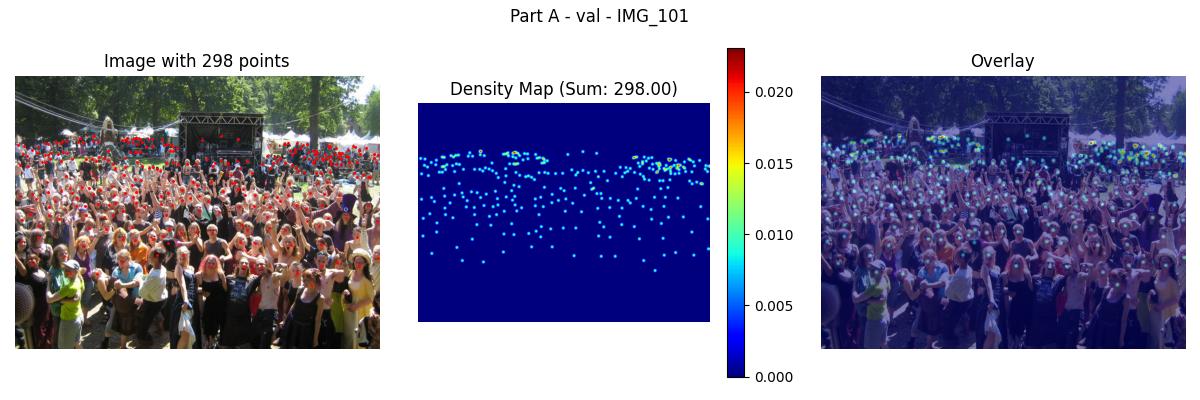 Part A - val - IMG_101
Image with 298 points
Density Map (Sum: 298.00)
Overlay
0.020
0.015
0.010
0.005
0.000